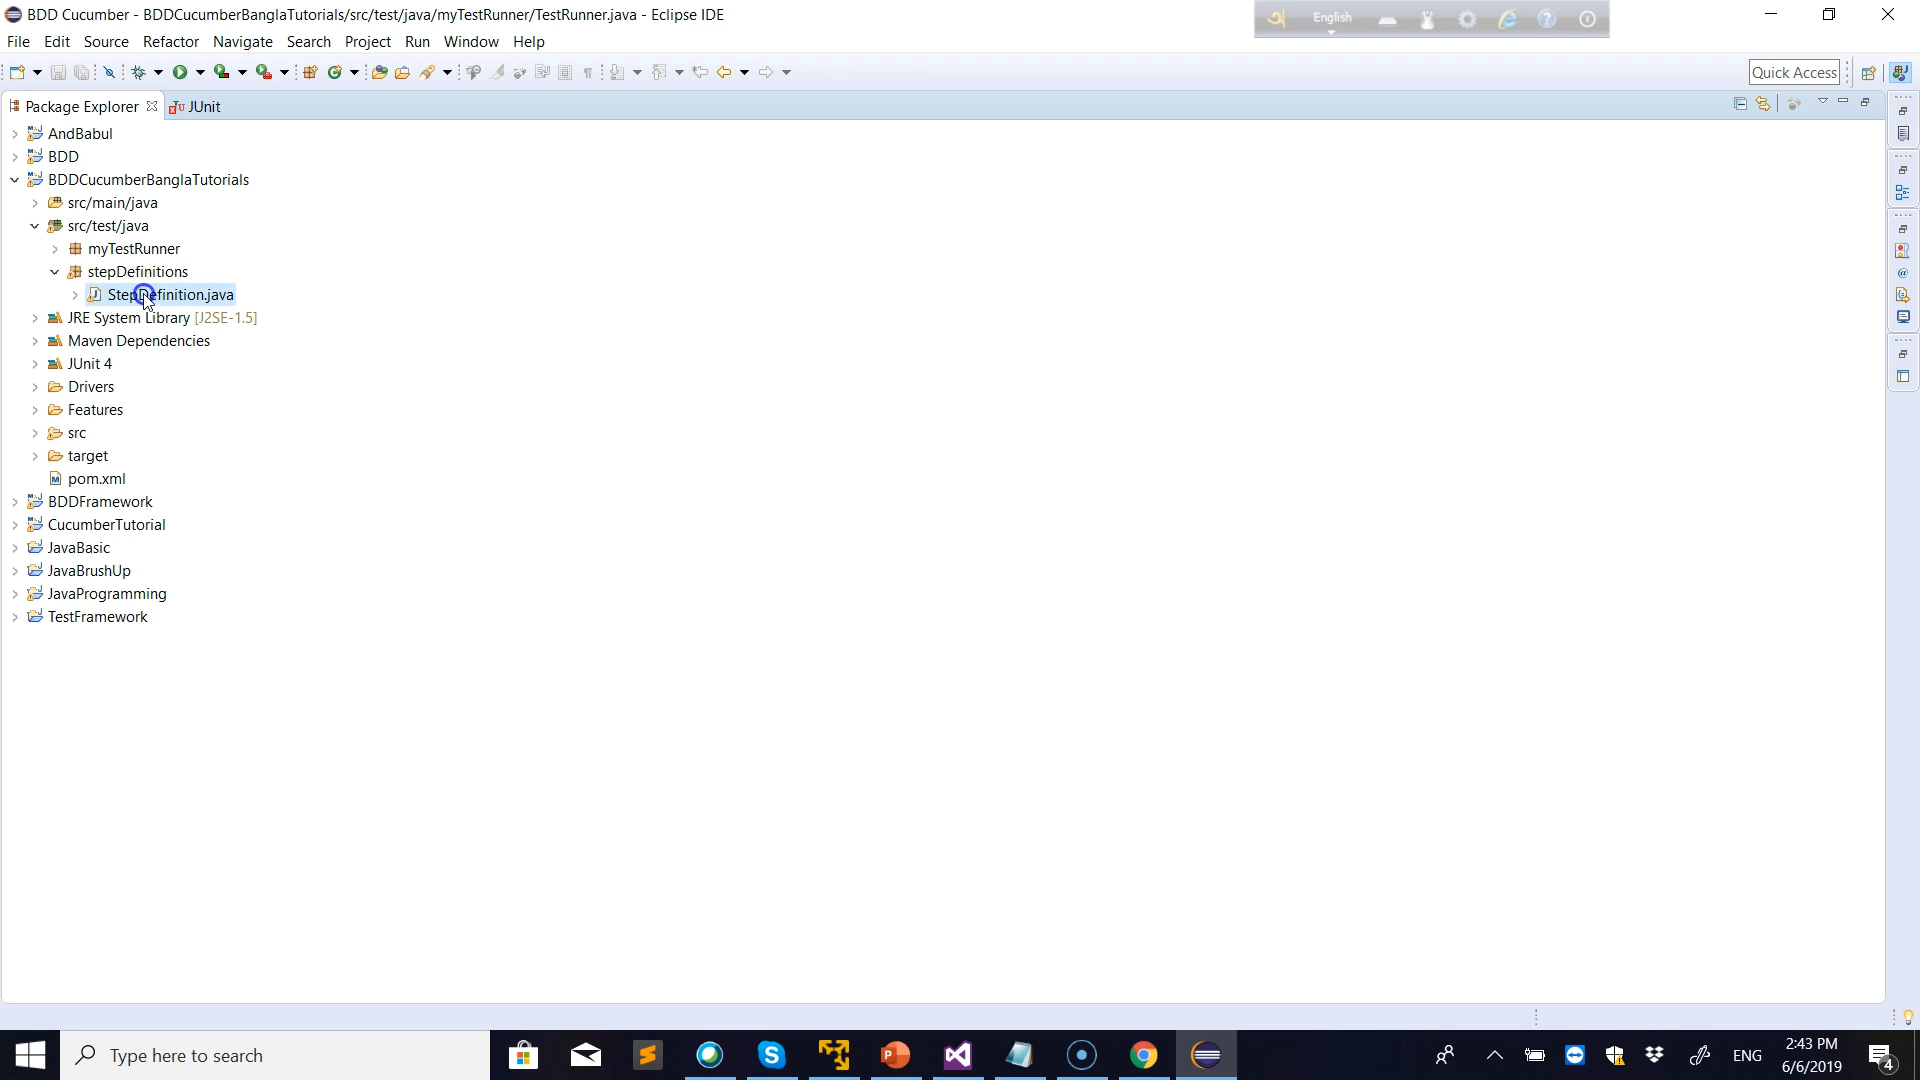 BDD Cucumber - BDDCucumberBanglaTutorials/src/test/java/myTestRunner/TestRunner.java - Eclipse IDE
English
File Edit Source Refactor Navigate Search Project Run Window Help
Quick Access
Package Explorer JUnit
AndBabul
BDD
BDDCucumberBanglaTutorials
src/main/java
src/test/java
myTestRunner
stepDefinitions
StepDefinition.java
JRE System Library [J2SE-1.5]
Maven Dependencies
JUnit 4
Drivers
Features
src
target
pom.xml
BDDFramework
CucumberTutorial
JavaBasic
JavaBrushUp
JavaProgramming
TestFramework
Type here to search
ENG
2:43 PM
6/6/2019
4